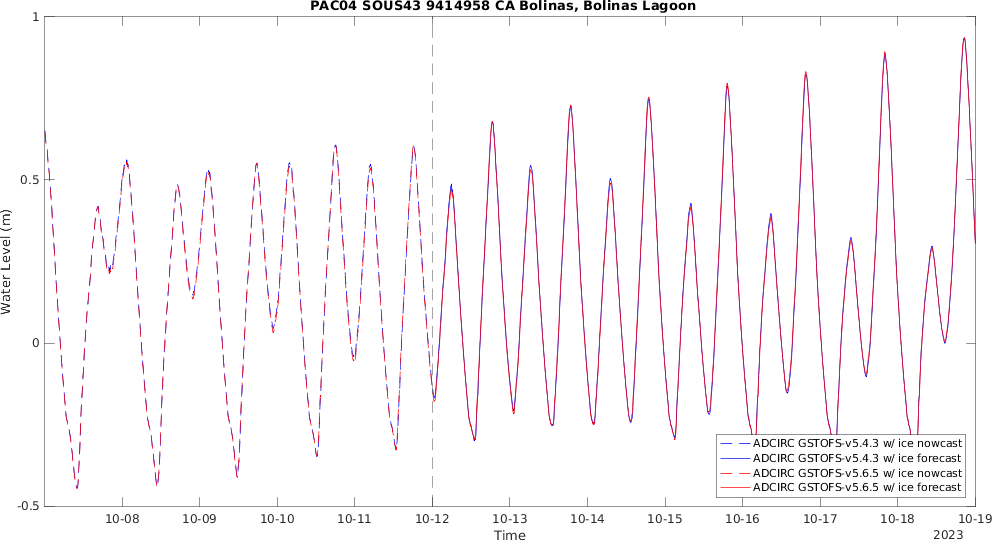 PAC04 SOUS43 9414958 CA Bolinas, Bolinas Lagoon
1
0.5
0
-0.5
Water Level (m)
10-08 10-09 10-10 10-11 10-12 10-13 10-14 10-15 10-16 10-17 10-18 10-19
Time
2023
ADCIRC GSTOFS-v5.4.3 w/ ice nowcast
ADCIRC GSTOFS-v5.4.3 w/ ice forecast
ADCIRC GSTOFS-v5.6.5 w/ ice nowcast
ADCIRC GSTOFS-v5.6.5 w/ ice forecast